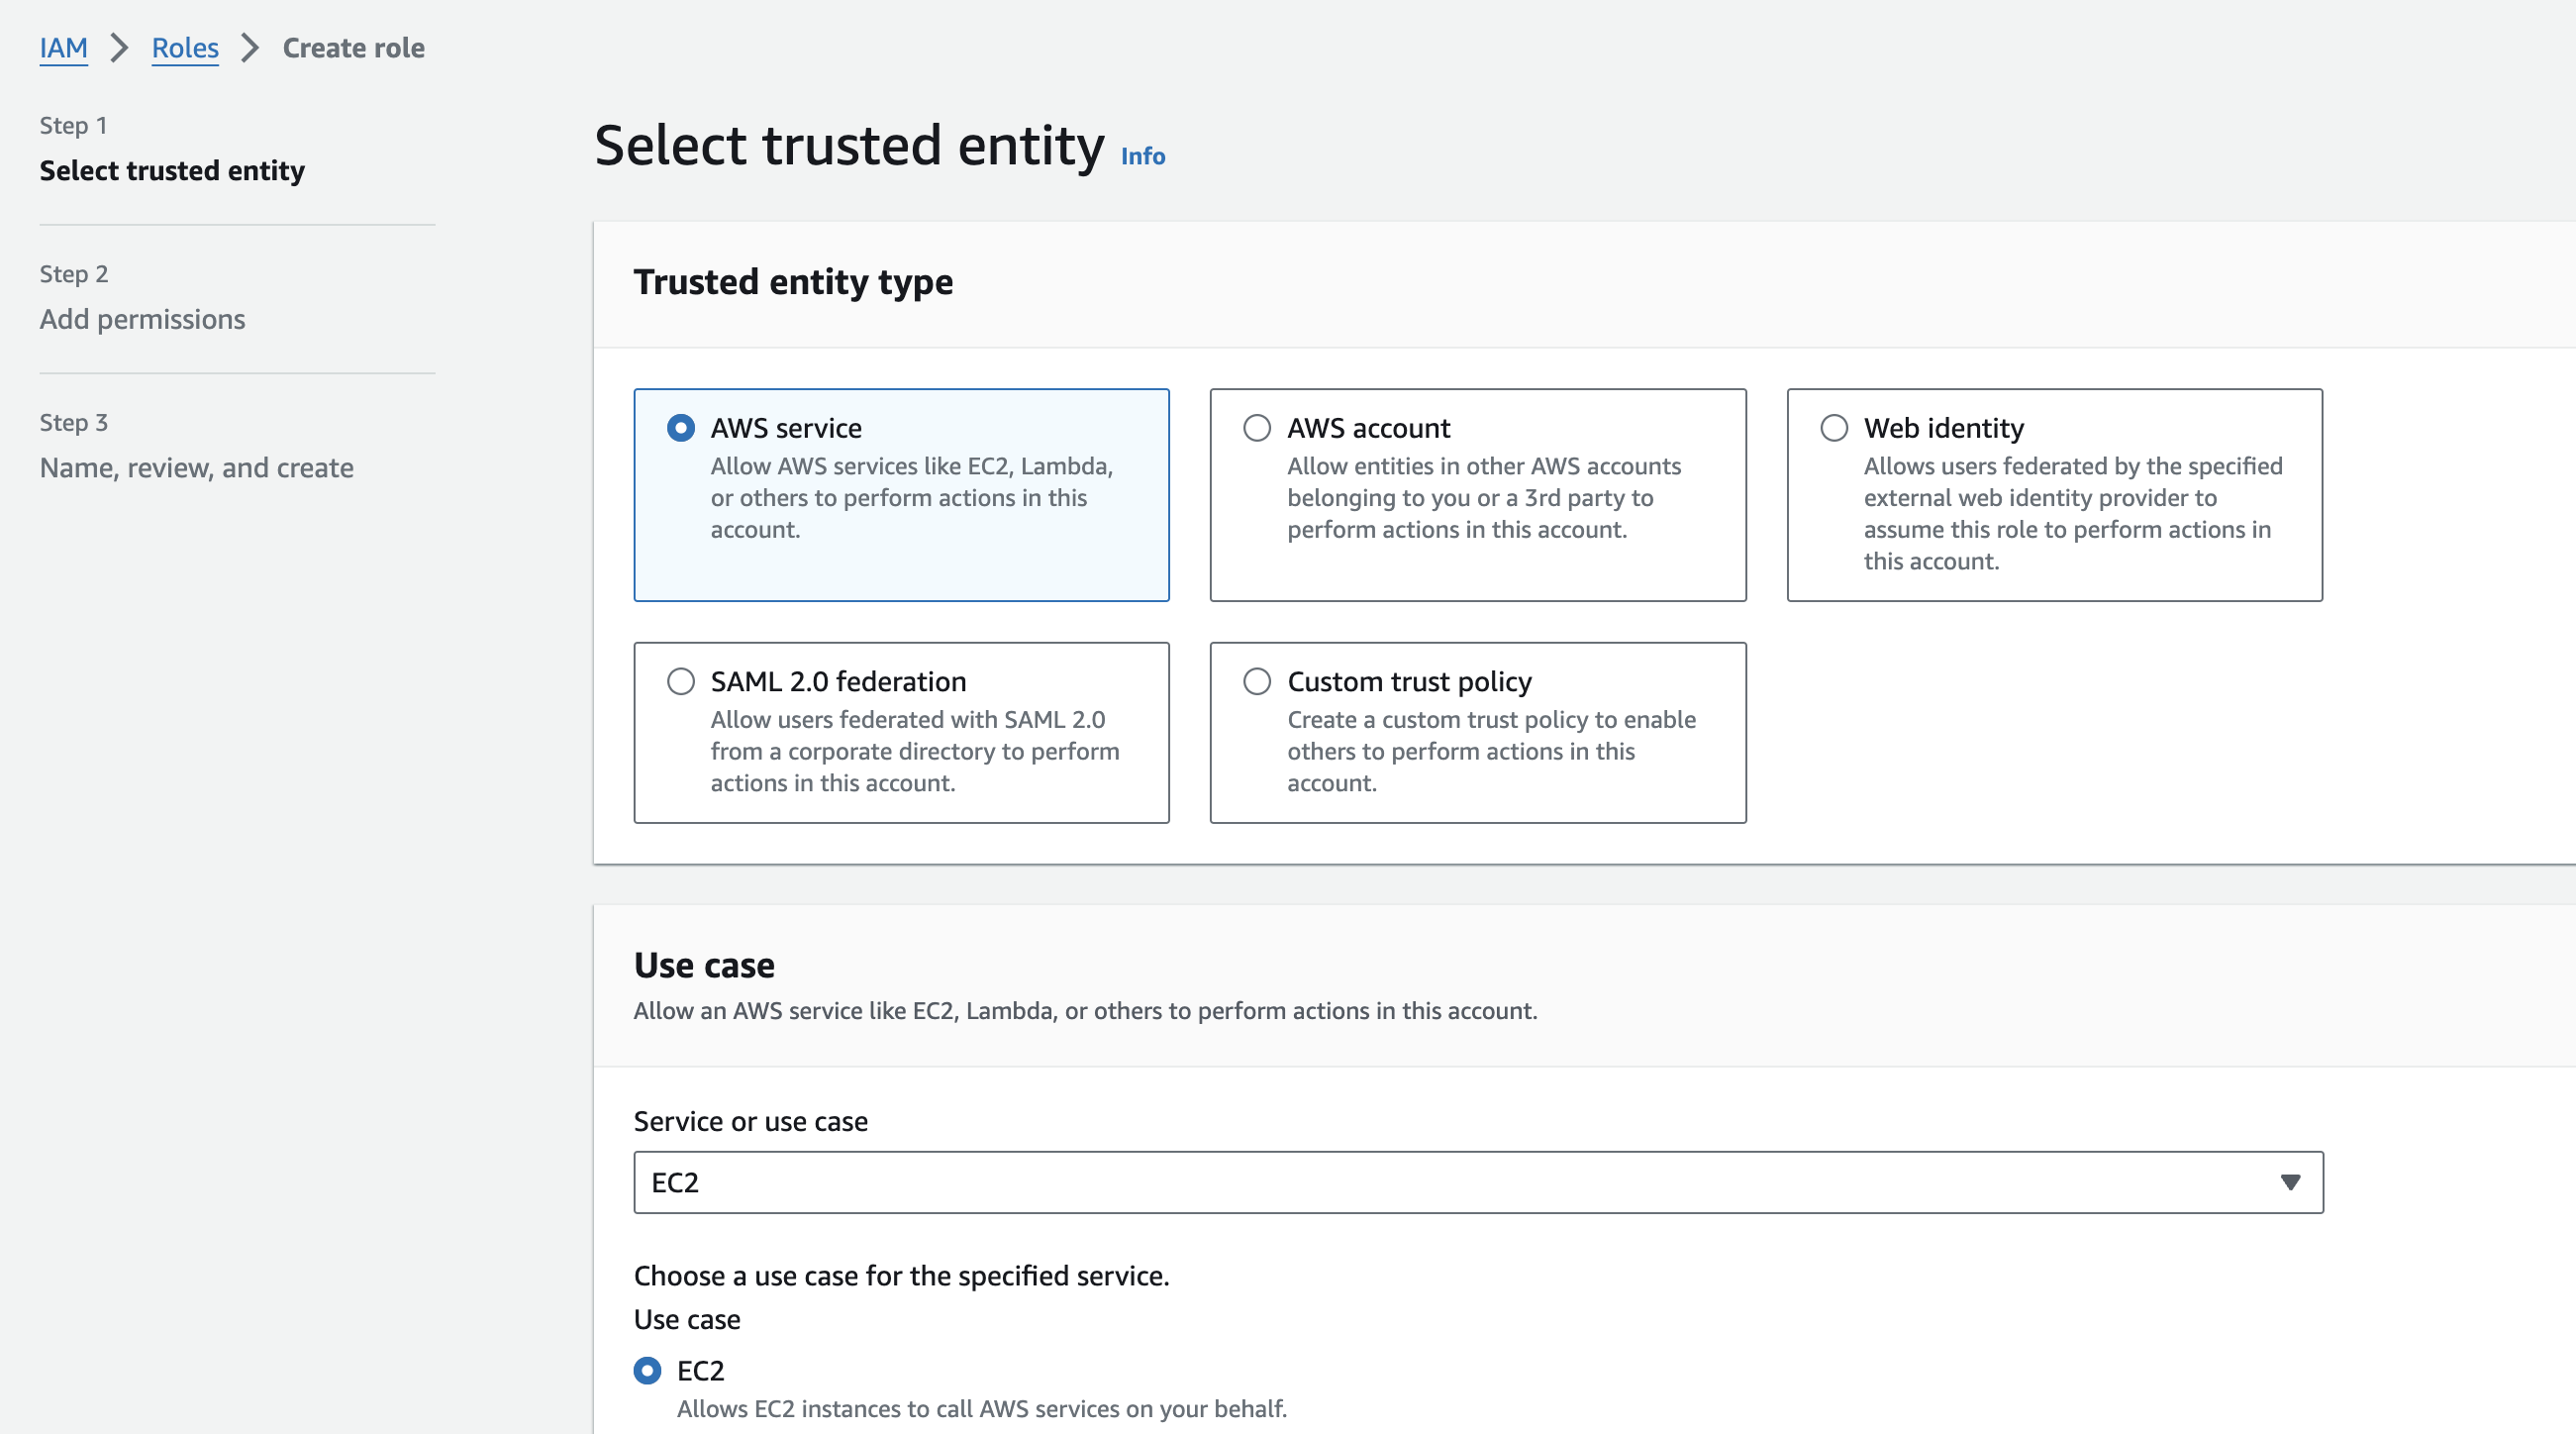 IAM > Roles > Create role
Step 1
Select trusted entity
Step 2
Add permissions
Step 3
Name, review, and create
Select trusted entity Info
Trusted entity type
AWS service
Allow AWS services like EC2, Lambda,
or others to perform actions in this
account.
AWS account
Allow entities in other AWS accounts
belonging to you or a 3rd party to
perform actions in this account.
Web identity
Allows users federated by the specified
external web identity provider to
assume this role to perform actions in
this account.
SAML 2.0 federation
Allow users federated with SAML 2.0
from a corporate directory to perform
actions in this account.
Custom trust policy
Create a custom trust policy to enable
others to perform actions in this
account.
Use case
Allow an AWS service like EC2, Lambda, or others to perform actions in this account.
Service or use case
EC2
Choose a use case for the specified service.
Use case
EC2
Allows EC2 instances to call AWS services on your behalf.